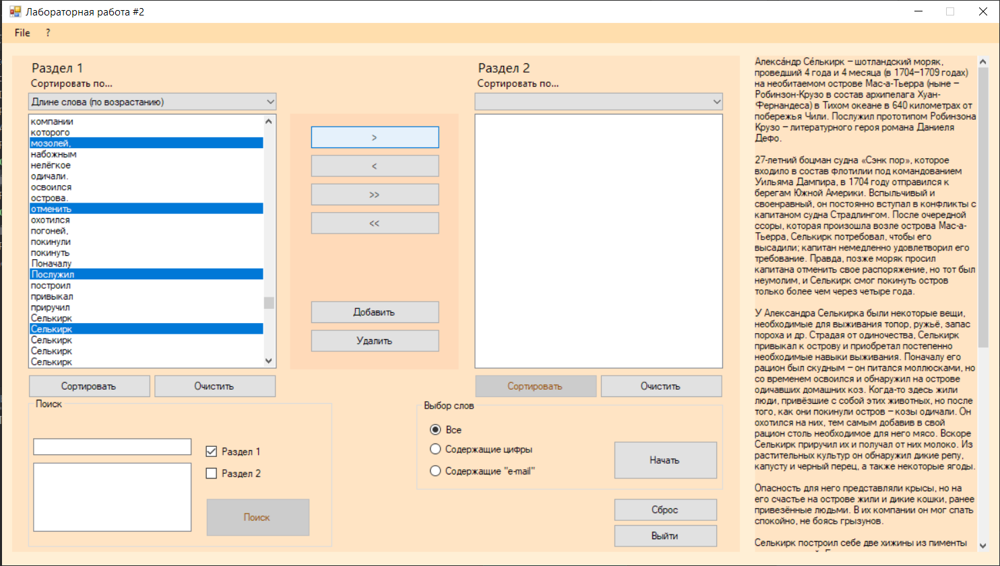 Лабораторная работа #2
File ?
Раздел 1
Сортировать по...
Длине слова (по возрастанию)
компании
которого
мозолей,
набожным
нелёгкое
одичали.
освоился
острова.
отменить
охотился
погоней,
покинули
покинуть
Поначалу
Послужил
построил
привыкал
приручил
Селькирк
Селькирк
Селькирк
Селькирк
Селькирк
Сортировать
Очистить
>
<
>>
<<
Добавить
Удалить
Раздел 2
Сортировать по...
Сортировать
Очистить
Поиск
Раздел 1
Раздел 2
Поиск
Выбор слов
Все
Содержащие цифры
Содержащие "e-mail"
Начать
Сброс
Выйти
Алекса́ндр Се́лькирк – шотландский моряк,
проведший 4 года и 4 месяца (в 1704–1709 годах)
на необитаемом острове Мас-а-Тьерра (ныне –
Робинзон-Крузо в состав архипелага Хуан-
Фернандеса) в Тихом океане в 640 километрах от
побережья Чили. Послужил прототипом Робинзона
Крузо – литературного героя романа Даниеля
Дефо.
27-летний боцман судна «Сэнк пор», которое
входило в состав флотилии под командованием
Уильяма Дампира, в 1704 году отправился к
берегам Южной Америки. Вспыльчивый и
своенравный, он постоянно вступал в конфликты с
капитаном судна Страдлингом. После очередной
ссоры, которая произошла возле острова Мас-а-
Тьерра, Селькирк потребовал, чтобы его
высадили; капитан немедленно удовлетворил его
требование. Правда, позже моряк просил
капитана отменить свое распоряжение, но тот был
неумолим, и Селькирк смог покинуть остров
только более чем через четыре года.
У Александра Селькирка были некоторые вещи,
необходимые для выживания топор, ружьё, запас
пороха и др. Страдая от одиночества, Селькирк
привыкал к острову и приобретал постепенно
необходимые навыки выживания. Поначалу его
рацион был скудным – он питался моллюсками, но
со временем освоился и обнаружил на острове
одичавших домашних коз. Когда-то здесь жили
люди, привёзшие с собой этих животных, но после
того, как они покинули остров – козы одичали. Он
охотился на них, тем самым добавив в свой
рацион столь необходимое для него мясо. Вскоре
Селькирк приручил их и получал от них молоко. Из
растительных культур он обнаружил дикие репу,
капусту и черный перец, а также некоторые ягоды.
Опасность для него представляли крысы, но на
его счастье на острове жили и дикие кошки, ранее
привезённые людьми. В их компании он мог спать
спокойно, не боясь грызунов.
Селькирк построил себе две хижины из пименты